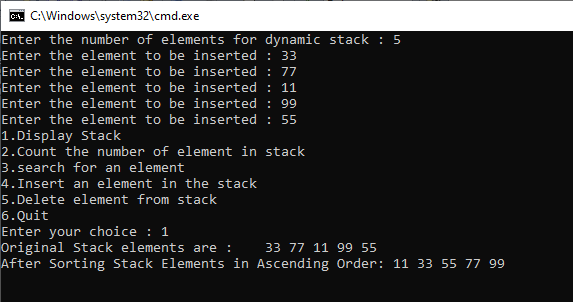 C:\Windows\system32\cmd.exe
Enter the number of elements for dynamic stack : 5
Enter the element to be inserted : 33
Enter the element to be inserted : 77
Enter the element to be inserted : 11
Enter the element to be inserted : 99
Enter the element to be inserted : 55
1.Display Stack
2.Count the number of element in stack
3.search for an element
4.Insert an element in the stack
5.Delete element from stack
6.Quit
Enter your choice : 1
Original Stack elements are :    33 77 11 99 55
After Sorting Stack Elements in Ascending Order: 11 33 55 77 99